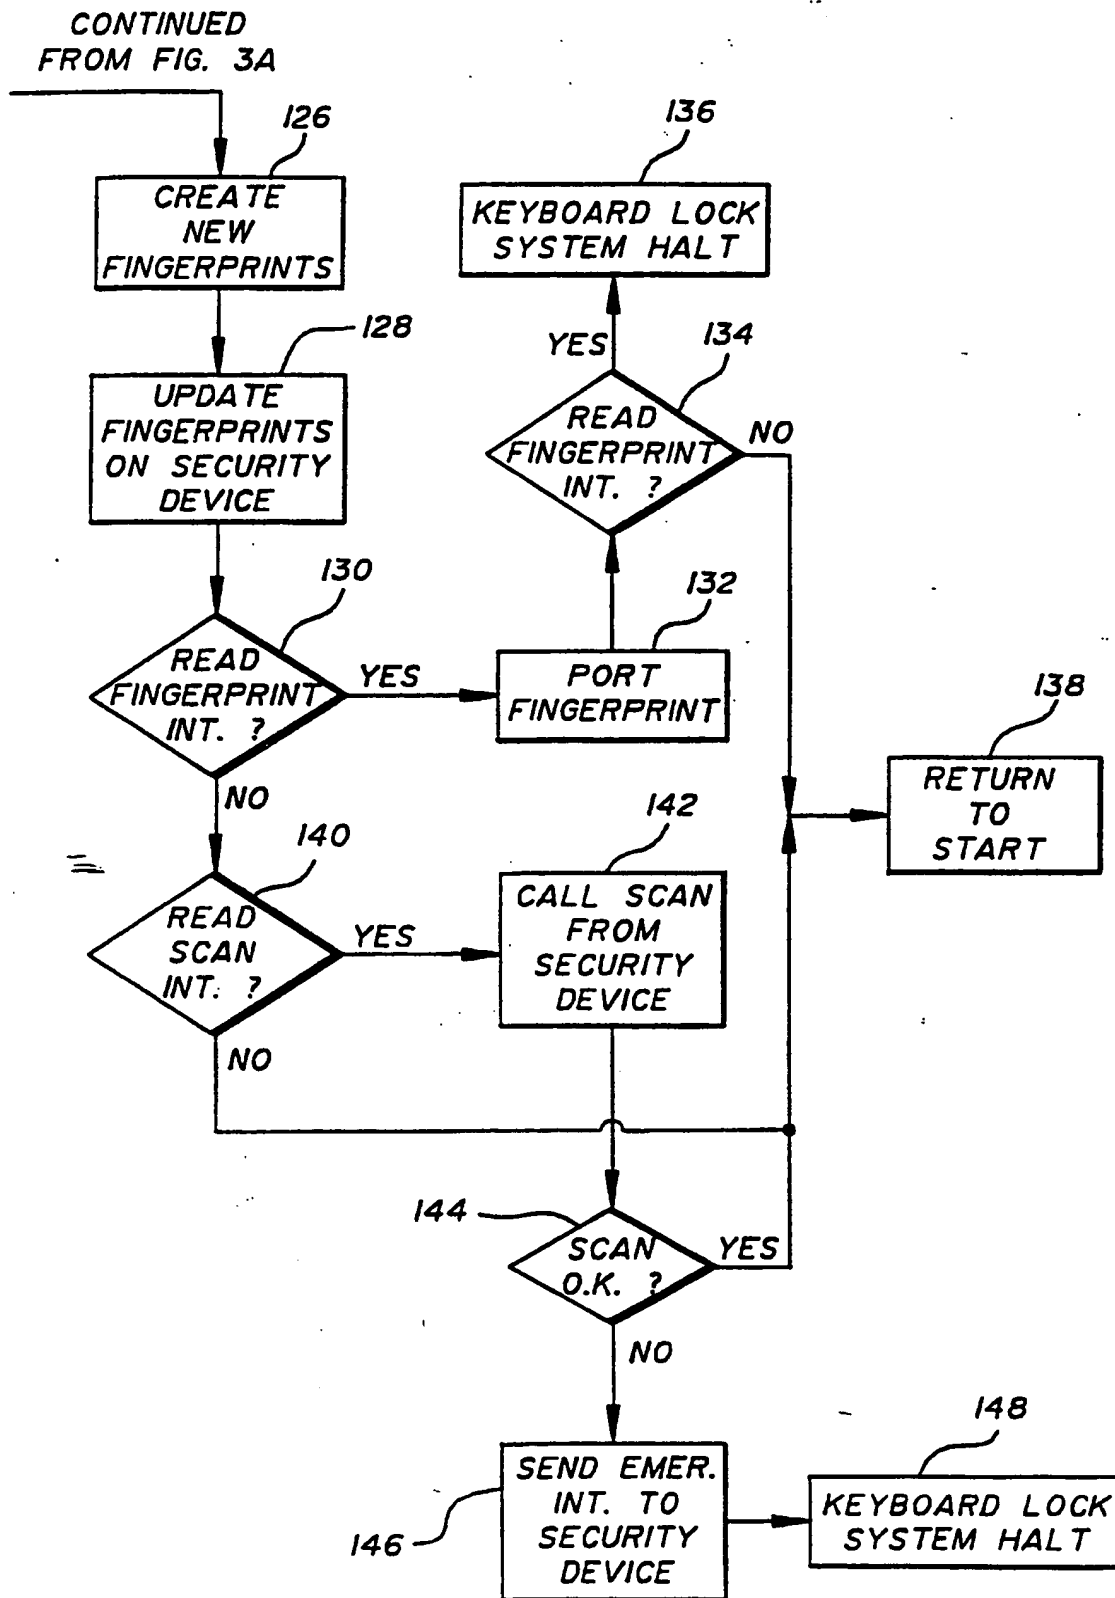 CONTINUED
FROM FIG. 3A
126
CREATE
NEW
FINGERPRINTS
128
UPDATE
FINGERPRINTS
ON SECURITY
DEVICE
130
READ
FINGERPRINT
INT. ?
YES
NO
132
PORT
FINGERPRINT
134
READ
FINGERPRINT
INT. ?
YES
NO
136
KEYBOARD LOCK
SYSTEM HALT
138
RETURN
TO
START
140
READ
SCAN
INT. ?
YES
NO
142
CALL SCAN
FROM
SECURITY
DEVICE
144
SCAN
O.K. ?
YES
NO
146
SEND EMER.
INT. TO
SECURITY
DEVICE
148
KEYBOARD LOCK
SYSTEM HALT